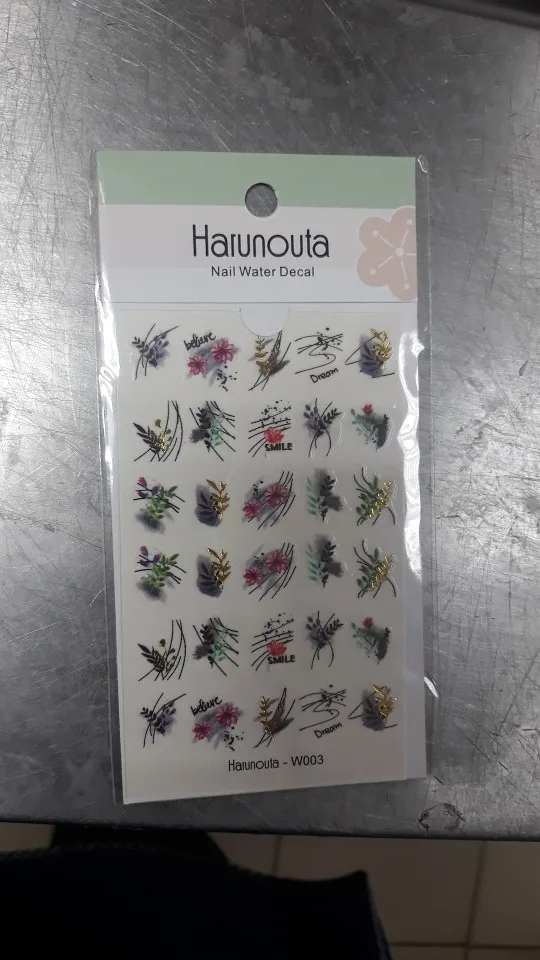 Harunouta
Nail Water Decal
believe
Dream
SMILE
SMILE
believe
Dream
Harunouta - W003